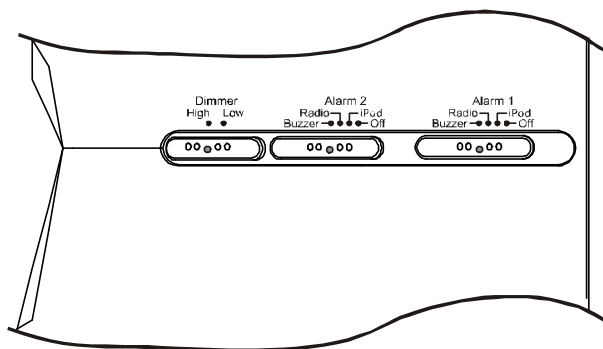 Dimmer
High Low
Alarm 2
Radio iPod
Buzzer Off
Alarm 1
Radio iPod
Buzzer Off